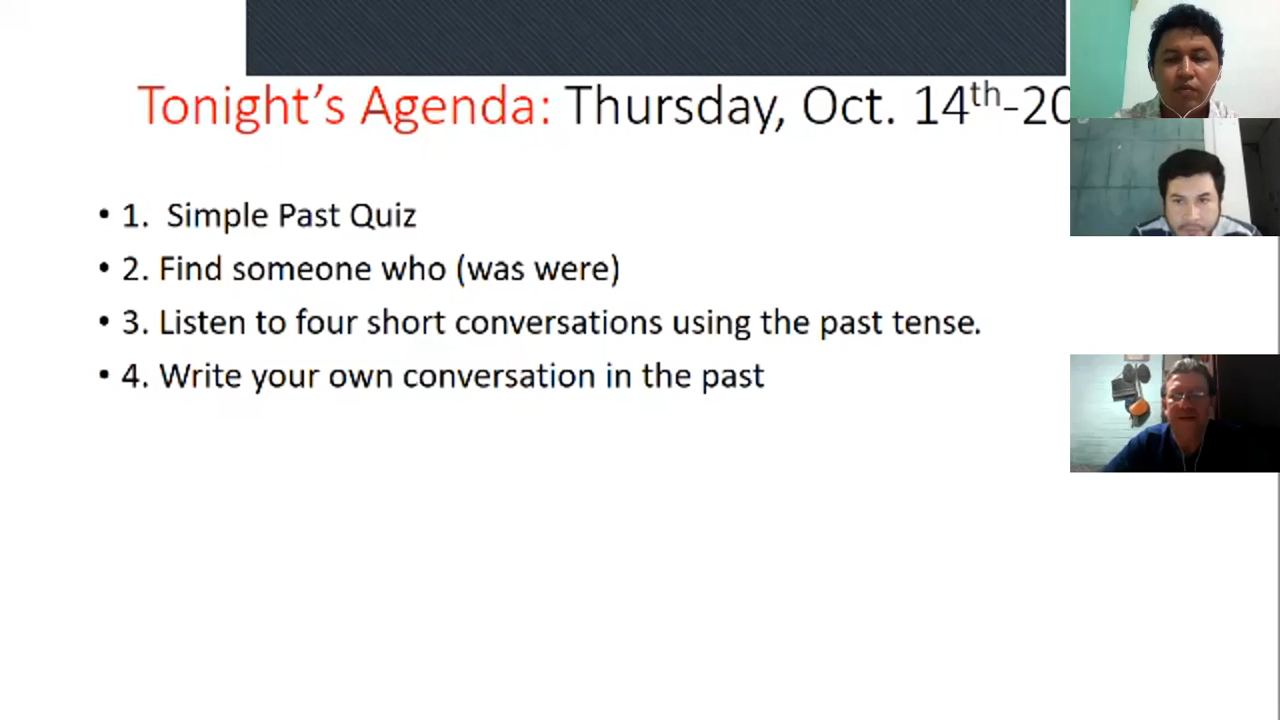 Tonight's Agenda: Thursday, Oct. 14th-20
• 1. Simple Past Quiz
• 2. Find someone who (was were)
• 3. Listen to four short conversations using the past tense.
• 4. Write your own conversation in the past